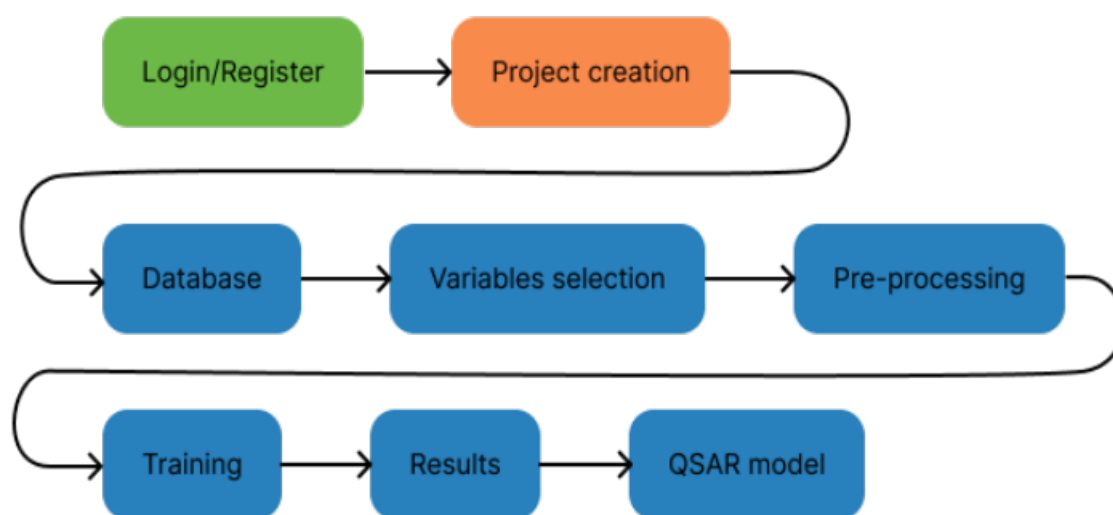 Login/Register
Project creation
Database
Variables selection
Pre-processing
Training
Results
QSAR model